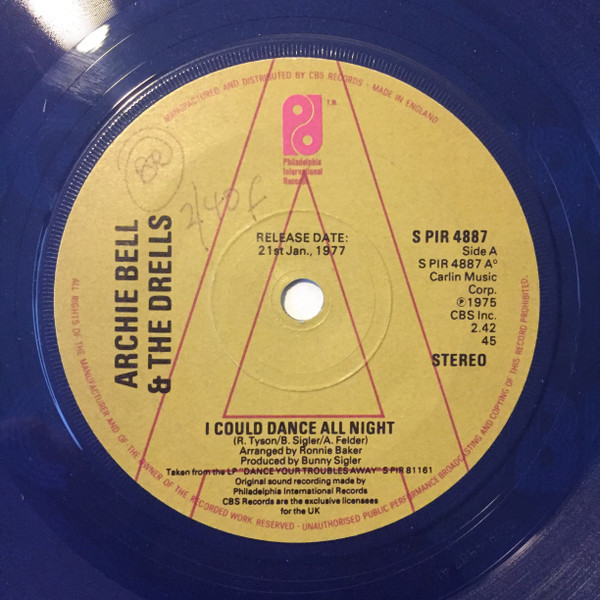 MANUFACTURED AND DISTRIBUTED BY CBS RECORDS - MADE IN ENGLAND
T.M.
Philadelphia
International
Records
RELEASE DATE:
21st Jan., 1977
ARCHIE BELL
& THE DRELLS
S PIR 4887
Side A
S PIR 4887 A°
Carlin Music
Corp.
℗1975
CBS Inc.
2.42
45
STEREO
A
I COULD DANCE ALL NIGHT
(R. Tyson/B. Sigler/A. Felder)
Arranged by Ronnie Baker
Produced by Bunny Sigler
Taken from the LP "DANCE YOUR TROUBLES AWAY" S PIR 81161
Original sound recording made by
Philadelphia International Records
CBS Records are the exclusive licensees
for the UK
ALL RIGHTS OF THE MANUFACTURER AND OF THE OWNER OF THE RECORDED WORK RESERVED - UNAUTHORISED PUBLIC PERFORMANCE BROADCASTING AND COPYING OF THIS RECORD PROHIBITED.